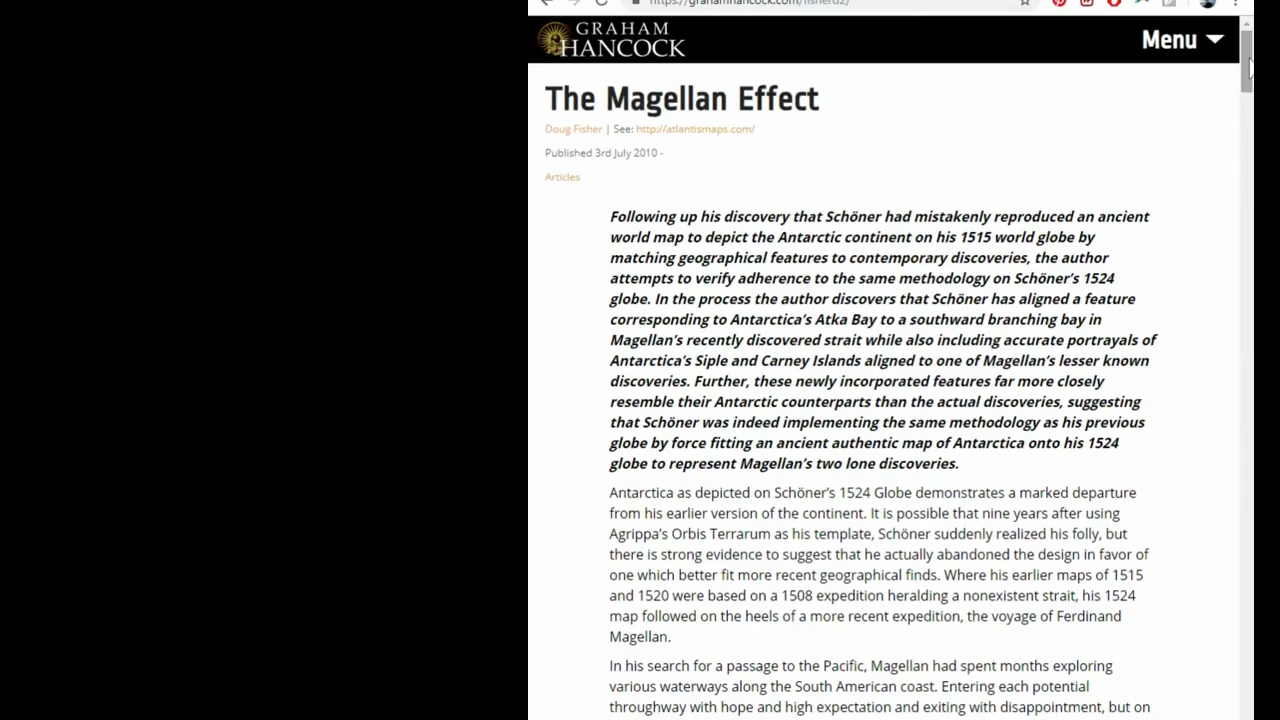 https://grahamhancock.com/fisherd2/
GRAHAM
HANCOCK
Menu
The Magellan Effect
Doug Fisher | See: http://atlantismaps.com/
Published 3rd July 2010 -
Articles
Following up his discovery that Schöner had mistakenly reproduced an ancient
world map to depict the Antarctic continent on his 1515 world globe by
matching geographical features to contemporary discoveries, the author
attempts to verify adherence to the same methodology on Schöner's 1524
globe. In the process the author discovers that Schöner has aligned a feature
corresponding to Antarctica's Atka Bay to a southward branching bay in
Magellan's recently discovered strait while also including accurate portrayals of
Antarctica's Siple and Carney Islands aligned to one of Magellan's lesser known
discoveries. Further, these newly incorporated features far more closely
resemble their Antarctic counterparts than the actual discoveries, suggesting
that Schöner was indeed implementing the same methodology as his previous
globe by force fitting an ancient authentic map of Antarctica onto his 1524
globe to represent Magellan's two lone discoveries.
Antarctica as depicted on Schöner's 1524 Globe demonstrates a marked departure
from his earlier version of the continent. It is possible that nine years after using
Agrippa's Orbis Terrarum as his template, Schöner suddenly realized his folly, but
there is strong evidence to suggest that he actually abandoned the design in favor of
one which better fit more recent geographical finds. Where his earlier maps of 1515
and 1520 were based on a 1508 expedition heralding a nonexistent strait, his 1524
map followed on the heels of a more recent expedition, the voyage of Ferdinand
Magellan.
In his search for a passage to the Pacific, Magellan had spent months exploring
various waterways along the South American coast. Entering each potential
throughway with hope and high expectation and exiting with disappointment, but on